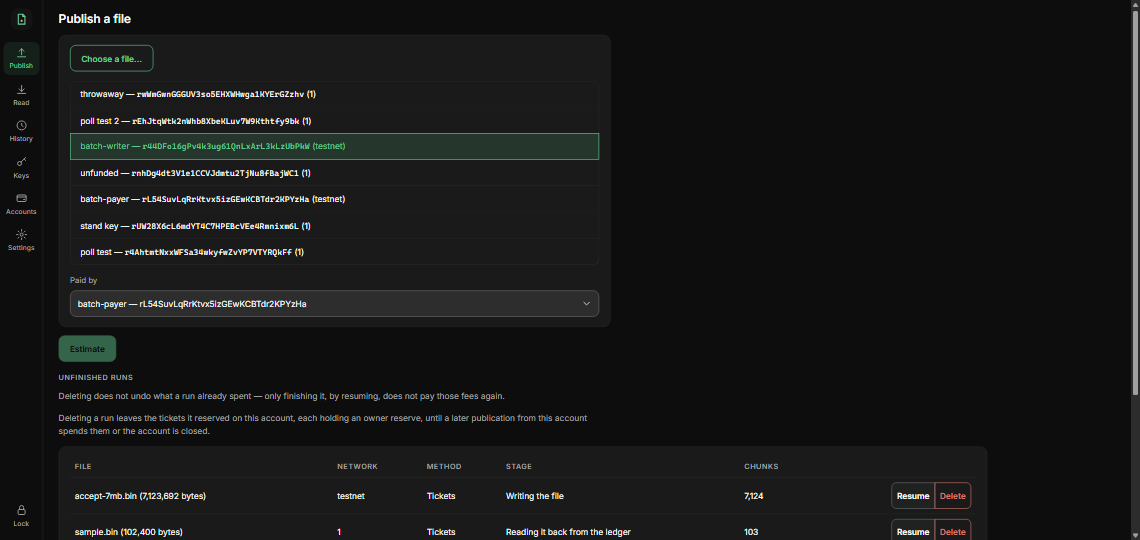 Publish a file
Publish
Read
History
Keys
Accounts
Settings
Lock
Choose a file...
throwaway — rwWmGwnGGGUV3so5EHXWHwga1KYErGZzhv (1)
poll test 2 — rEhJtqWtk2nWhb8XbeKLuv7W9Kthtfy9bk (1)
batch-writer — r44DFo16gPv4k3ug61QnLxArL3kLzUbPkW (testnet)
unfunded — rnhDg4dt3V1e1CCVJdmtu2TjNu8fBajWC1 (1)
batch-payer — rL54SuvLqRrKtvx5izGEwKCBTdr2KPYzHa (testnet)
stand key — rUW28X6cL6mdYT4C7HPEBcVEe4Rmnixm6L (1)
poll test — r4AhtmtNxxWFSa34wkyfwZvYP7VTYRQkFf (1)
Paid by
batch-payer — rL54SuvLqRrKtvx5izGEwKCBTdr2KPYzHa
Estimate
UNFINISHED RUNS
Deleting does not undo what a run already spent — only finishing it, by resuming, does not pay those fees again.
Deleting a run leaves the tickets it reserved on this account, each holding an owner reserve, until a later publication from this account
spends them or the account is closed.
FILE NETWORK METHOD STAGE CHUNKS
accept-7mb.bin (7,123,692 bytes) testnet Tickets Writing the file 7,124 Resume Delete
sample.bin (102,400 bytes) 1 Tickets Reading it back from the ledger 103 Resume Delete